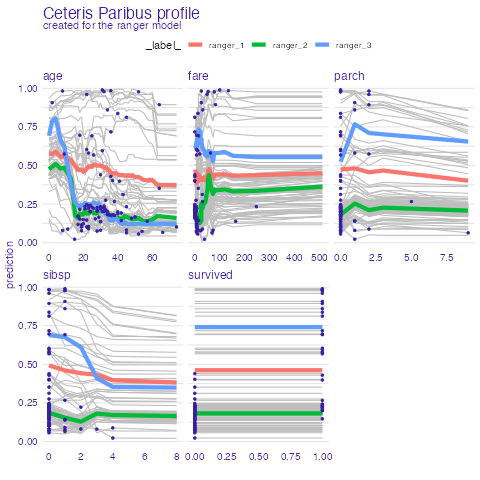 Ceteris Paribus profile
created for the ranger model
_label_ ranger_1 ranger_2 ranger_3
age fare parch
1.00
0.75
0.50
0.25
0.00
0 20 40 60 0 100 200 300 400 500 0.0 2.5 5.0 7.5
prediction
sibsp survived
1.00
0.75
0.50
0.25
0.00
0 2 4 6 8 0.00 0.25 0.50 0.75 1.00